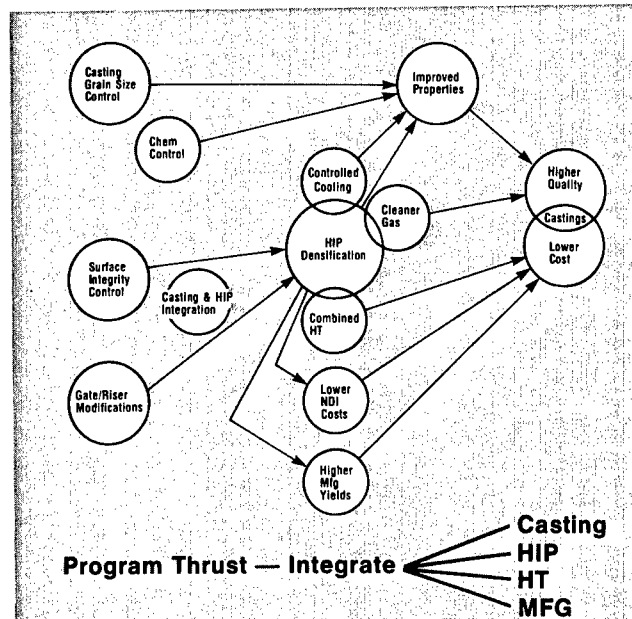 Casting
Grain Size
Control
Improved
Properties
Chem
Control
Controlled
Cooling
Higher
Quality
Cleaner
Gas
Castings
HIP
Densification
Lower
Cost
Surface
Integrity
Control
Casting & HIP
Integration
Combined
HT
Gate/Riser
Modifications
Lower
NDI
Costs
Higher
Mfg
Yields
Program Thrust — Integrate
Casting
HIP
HT
MFG